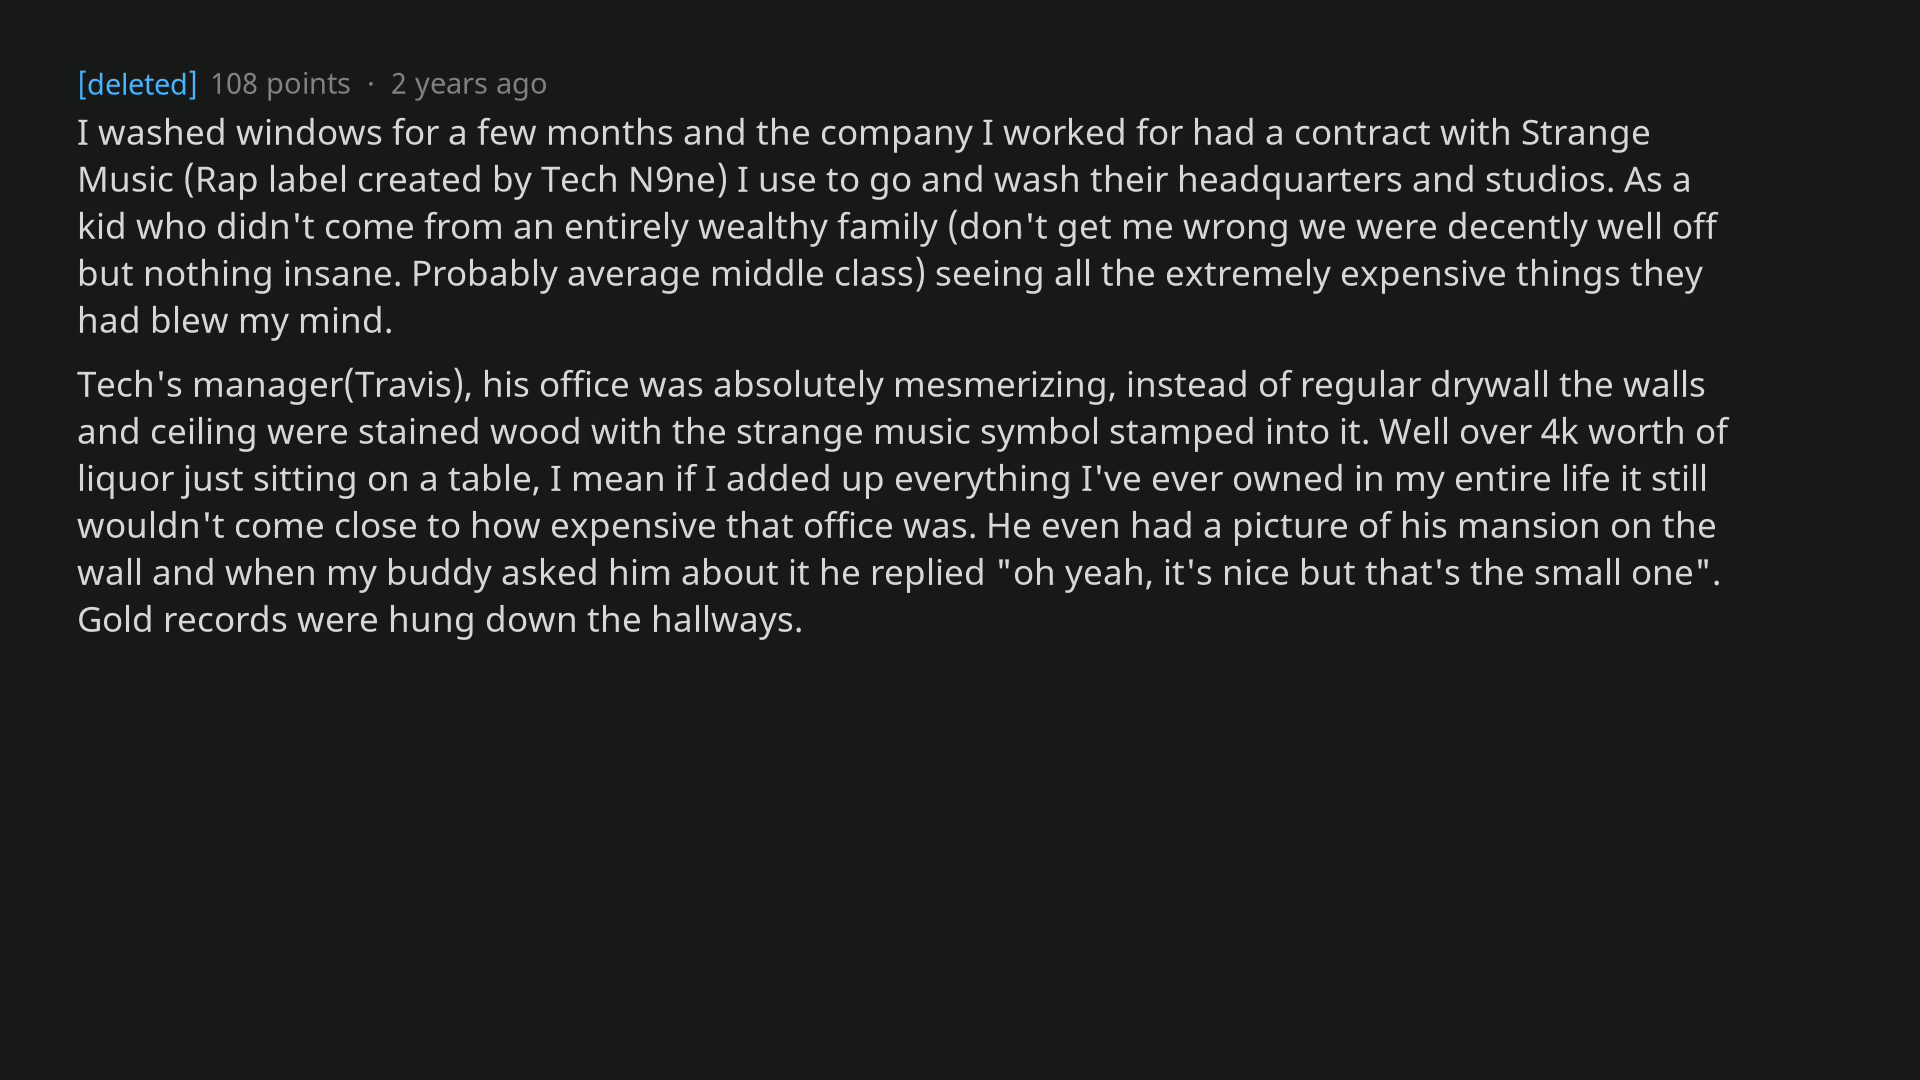 [deleted] 108 points · 2 years ago
I washed windows for a few months and the company I worked for had a contract with Strange
Music (Rap label created by Tech N9ne) I use to go and wash their headquarters and studios. As a
kid who didn't come from an entirely wealthy family (don't get me wrong we were decently well off
but nothing insane. Probably average middle class) seeing all the extremely expensive things they
had blew my mind.
Tech's manager(Travis), his office was absolutely mesmerizing, instead of regular drywall the walls
and ceiling were stained wood with the strange music symbol stamped into it. Well over 4k worth of
liquor just sitting on a table, I mean if I added up everything I've ever owned in my entire life it still
wouldn't come close to how expensive that office was. He even had a picture of his mansion on the
wall and when my buddy asked him about it he replied "oh yeah, it's nice but that's the small one".
Gold records were hung down the hallways.